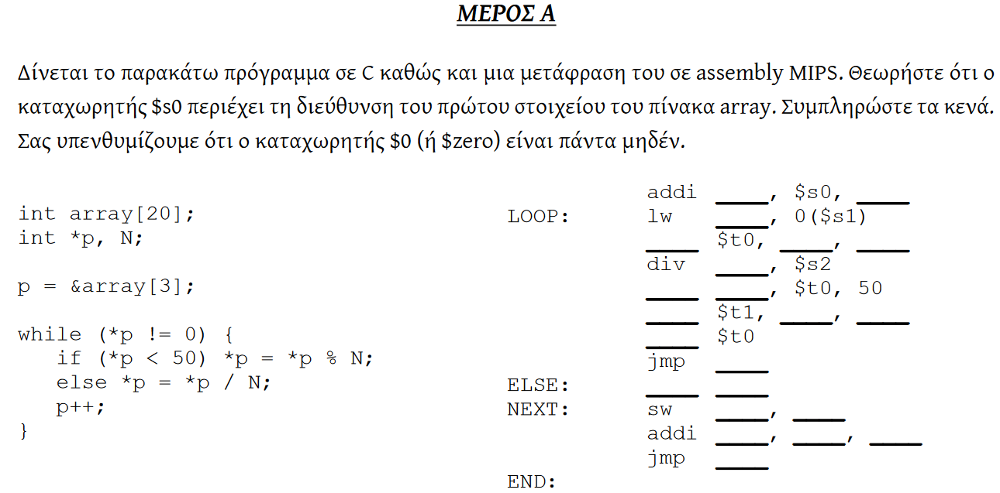 ΜΕΡΟΣ Α
Δίνεται το παρακάτω πρόγραμμα σε C καθώς και μια μετάφραση του σε assembly MIPS. Θεωρήστε ότι ο
καταχωρητής $s0 περιέχει τη διεύθυνση του πρώτου στοιχείου του πίνακα array. Συμπληρώστε τα κενά.
Σας υπενθυμίζουμε ότι ο καταχωρητής $0 (ή $zero) είναι πάντα μηδέν.
int array[20];
int *p, N;
p = &array[3];
while (*p != 0) {
if (*p < 50) *p = *p % N;
else *p = *p / N;
p++;
}
addi ____, $s0, ____
LOOP: lw ____, 0($s1)
____ $t0, ____, ____
div ____, $s2
____ ____, $t0, 50
____ $t1, ____, ____
____ $t0
jmp ____
ELSE: ____ ____
NEXT: sw ____, ____
addi ____, ____, ____
jmp ____
END: